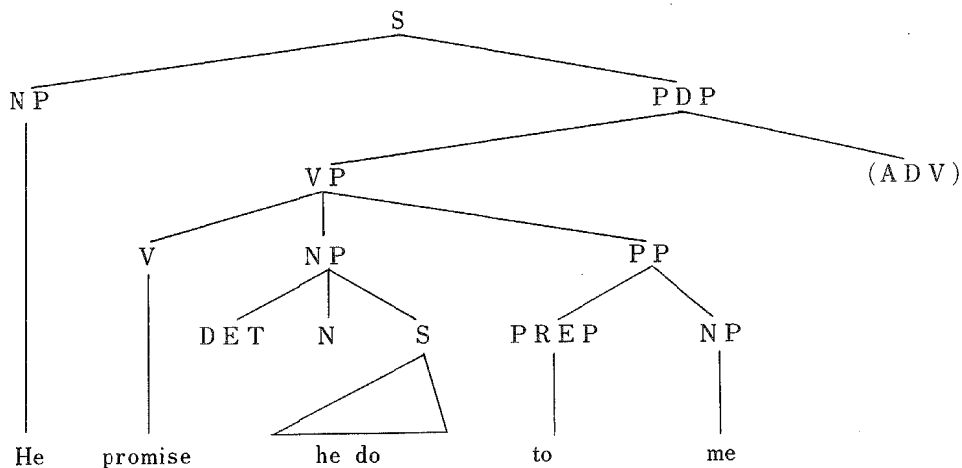 S
NP PDP
VP (ADV)
V NP PP
DET N S PREP NP
He promise he do to me